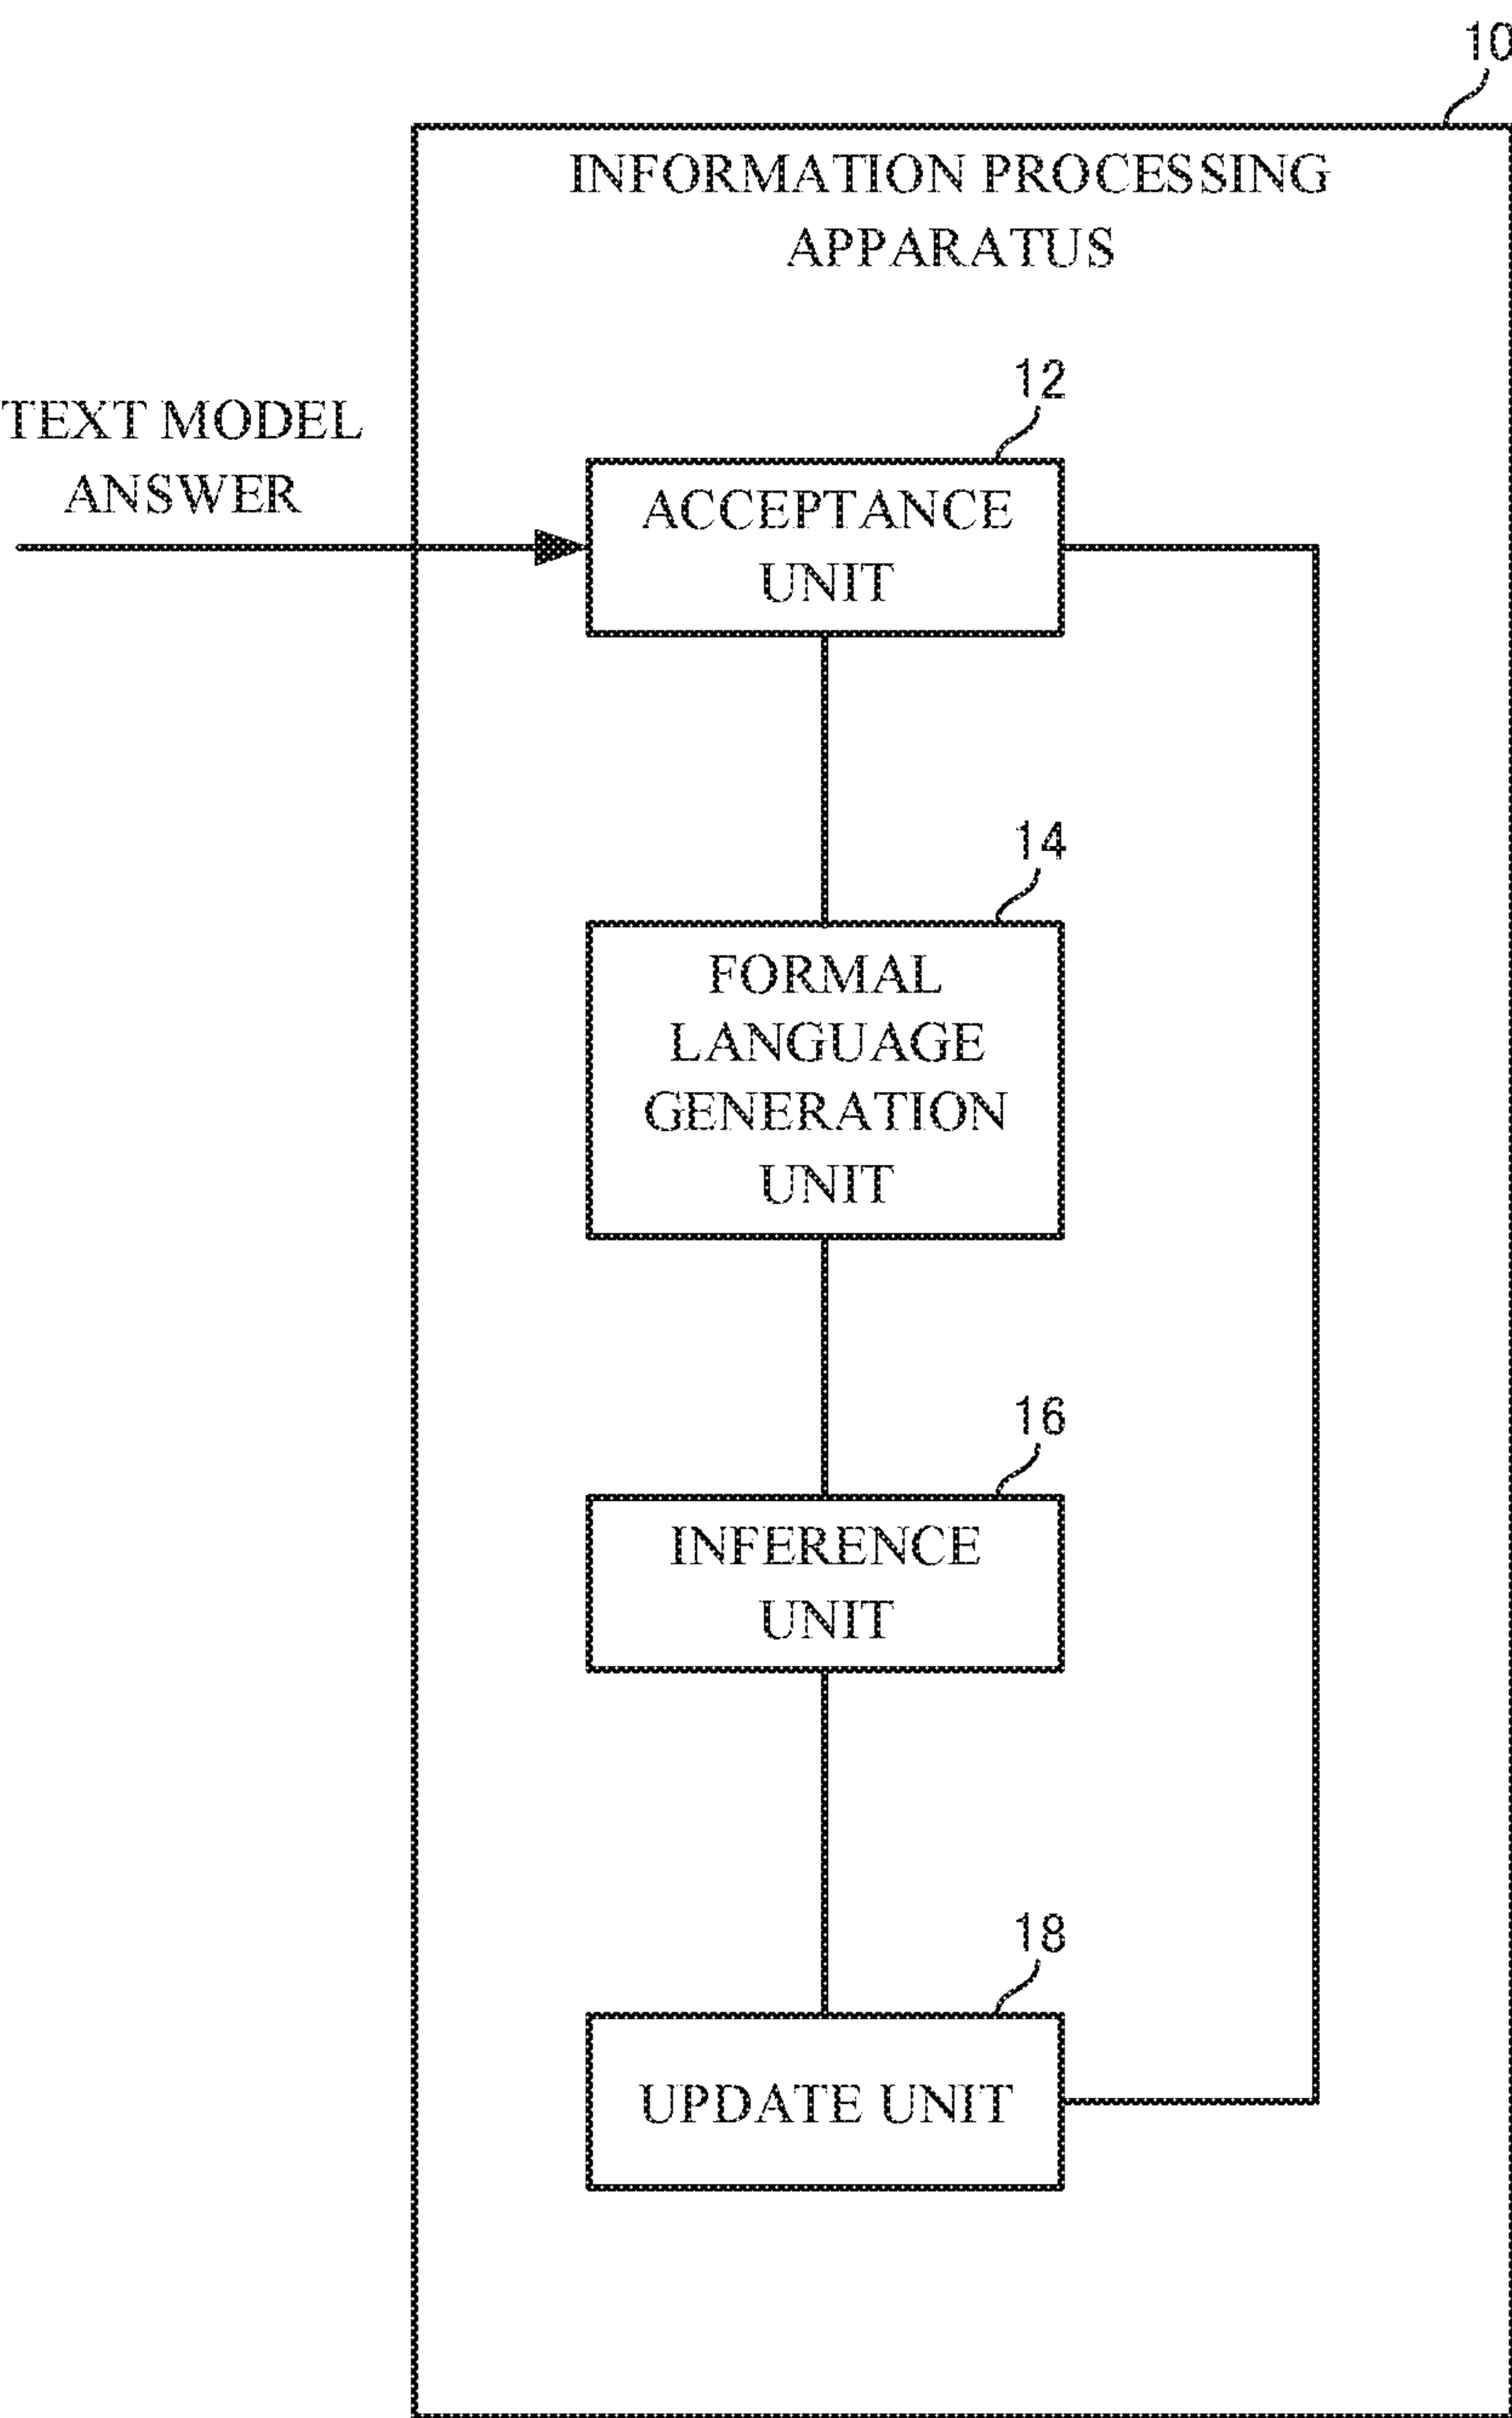 10
INFORMATION PROCESSING
APPARATUS
12
TEXT MODEL
ANSWER
ACCEPTANCE
UNIT
14
FORMAL
LANGUAGE
GENERATION
UNIT
16
INFERENCE
UNIT
18
UPDATE UNIT